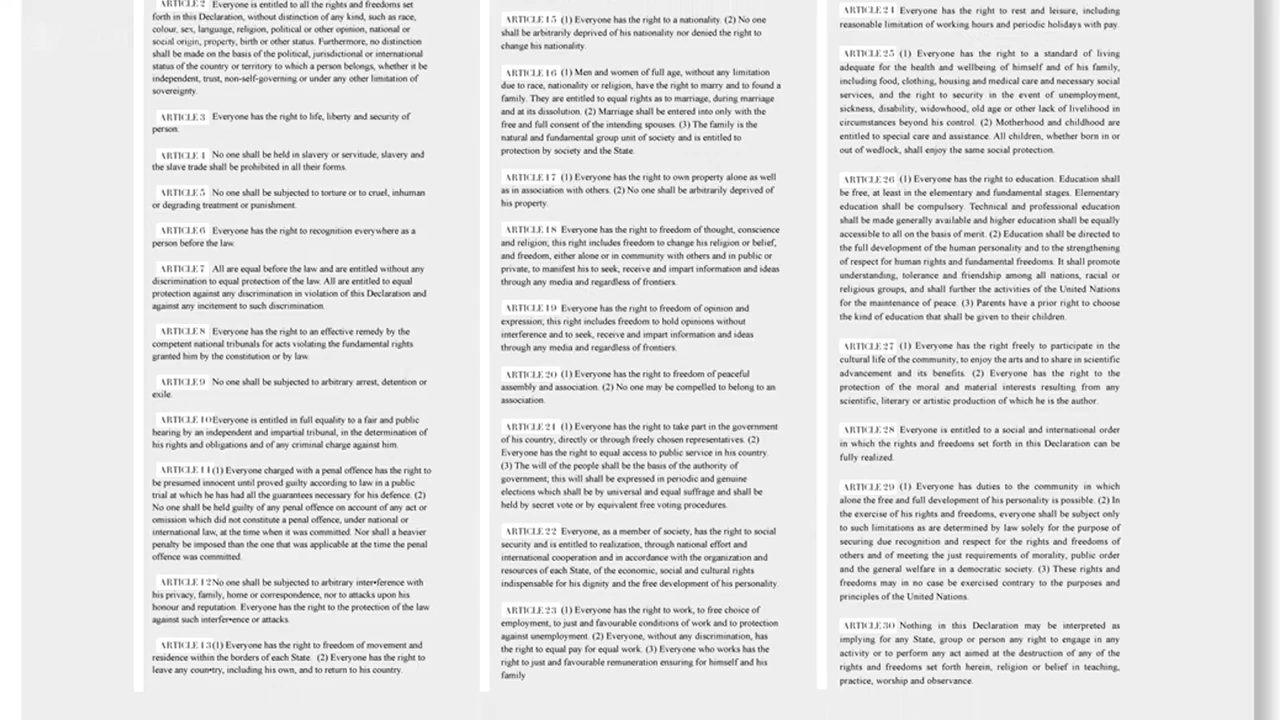 ARTICLE 2 Everyone is entitled to all the rights and freedoms set
forth in this Declaration, without distinction of any kind, such as race,
colour, sex, language, religion, political or other opinion, national or
social origin, property, birth or other status. Furthermore, no distinction
shall be made on the basis of the political, jurisdictional or international
status of the country or territory to which a person belongs, whether it be
independent, trust, non-self-governing or under any other limitation of
sovereignty.
ARTICLE 3 Everyone has the right to life, liberty and security of
person.
ARTICLE 4 No one shall be held in slavery or servitude, slavery and
the slave trade shall be prohibited in all their forms.
ARTICLE 5 No one shall be subjected to torture or to cruel, inhuman
or degrading treatment or punishment.
ARTICLE 6 Everyone has the right to recognition everywhere as a
person before the law.
ARTICLE 7 All are equal before the law and are entitled without any
discrimination to equal protection of the law. All are entitled to equal
protection against any discrimination in violation of this Declaration and
against any incitement to such discrimination.
ARTICLE 8 Everyone has the right to an effective remedy by the
competent national tribunals for acts violating the fundamental rights
granted him by the constitution or by law.
ARTICLE 9 No one shall be subjected to arbitrary arrest, detention or
exile.
ARTICLE 10 Everyone is entitled in full equality to a fair and public
hearing by an independent and impartial tribunal, in the determination of
his rights and obligations and of any criminal charge against him.
ARTICLE 11 (1) Everyone charged with a penal offence has the right to
be presumed innocent until proved guilty according to law in a public
trial at which he has had all the guarantees necessary for his defence. (2)
No one shall be held guilty of any penal offence on account of any act or
omission which did not constitute a penal offence, under national or
international law, at the time when it was committed. Nor shall a heavier
penalty be imposed than the one that was applicable at the time the penal
offence was committed.
ARTICLE 12 No one shall be subjected to arbitrary inter•ference with
his privacy, family, home or correspondence, nor to attacks upon his
honour and reputation. Everyone has the right to the protection of the law
against such interfer•ence or attacks.
ARTICLE 13 (1) Everyone has the right to freedom of movement and
residence within the borders of each State. (2) Everyone has the right to
leave any coun•try, including his own, and to return to his country.
ARTICLE 15 (1) Everyone has the right to a nationality. (2) No one
shall be arbitrarily deprived of his nationality nor denied the right to
change his nationality.
ARTICLE 16 (1) Men and women of full age, without any limitation
due to race, nationality or religion, have the right to marry and to found a
family. They are entitled to equal rights as to marriage, during marriage
and at its dissolution. (2) Marriage shall be entered into only with the
free and full consent of the intending spouses. (3) The family is the
natural and fundamental group unit of society and is entitled to
protection by society and the State.
ARTICLE 17 (1) Everyone has the right to own property alone as well
as in association with others. (2) No one shall be arbitrarily deprived of
his property.
ARTICLE 18 Everyone has the right to freedom of thought, conscience
and religion; this right includes freedom to change his religion or belief,
and freedom, either alone or in community with others and in public or
private, to manifest his to seek, receive and impart information and ideas
through any media and regardless of frontiers.
ARTICLE 19 Everyone has the right to freedom of opinion and
expression; this right includes freedom to hold opinions without
interference and to seek, receive and impart information and ideas
through any media and regardless of frontiers.
ARTICLE 20 (1) Everyone has the right to freedom of peaceful
assembly and association. (2) No one may be compelled to belong to an
association.
ARTICLE 21 (1) Everyone has the right to take part in the government
of his country, directly or through freely chosen representatives. (2)
Everyone has the right to equal access to public service in his country.
(3) The will of the people shall be the basis of the authority of
government; this will shall be expressed in periodic and genuine
elections which shall be by universal and equal suffrage and shall be
held by secret vote or by equivalent free voting procedures.
ARTICLE 22 Everyone, as a member of society, has the right to social
security and is entitled to realization, through national effort and
international cooperation and in accordance with the organization and
resources of each State, of the economic, social and cultural rights
indispensable for his dignity and the free development of his personality.
ARTICLE 23 (1) Everyone has the right to work, to free choice of
employment, to just and favourable conditions of work and to protection
against unemployment. (2) Everyone, without any discrimination, has
the right to equal pay for equal work. (3) Everyone who works has the
right to just and favourable remuneration ensuring for himself and his
family
ARTICLE 24 Everyone has the right to rest and leisure, including
reasonable limitation of working hours and periodic holidays with pay.
ARTICLE 25 (1) Everyone has the right to a standard of living
adequate for the health and wellbeing of himself and of his family,
including food, clothing, housing and medical care and necessary social
services, and the right to security in the event of unemployment,
sickness, disability, widowhood, old age or other lack of livelihood in
circumstances beyond his control. (2) Motherhood and childhood are
entitled to special care and assistance. All children, whether born in or
out of wedlock, shall enjoy the same social protection.
ARTICLE 26 (1) Everyone has the right to education. Education shall
be free, at least in the elementary and fundamental stages. Elementary
education shall be compulsory. Technical and professional education
shall be made generally available and higher education shall be equally
accessible to all on the basis of merit. (2) Education shall be directed to
the full development of the human personality and to the strengthening
of respect for human rights and fundamental freedoms. It shall promote
understanding, tolerance and friendship among all nations, racial or
religious groups, and shall further the activities of the United Nations
for the maintenance of peace. (3) Parents have a prior right to choose
the kind of education that shall be given to their children.
ARTICLE 27 (1) Everyone has the right freely to participate in the
cultural life of the community, to enjoy the arts and to share in scientific
advancement and its benefits. (2) Everyone has the right to the
protection of the moral and material interests resulting from any
scientific, literary or artistic production of which he is the author.
ARTICLE 28 Everyone is entitled to a social and international order
in which the rights and freedoms set forth in this Declaration can be
fully realized.
ARTICLE 29 (1) Everyone has duties to the community in which
alone the free and full development of his personality is possible. (2) In
the exercise of his rights and freedoms, everyone shall be subject only
to such limitations as are determined by law solely for the purpose of
securing due recognition and respect for the rights and freedoms of
others and of meeting the just requirements of morality, public order
and the general welfare in a democratic society. (3) These rights and
freedoms may in no case be exercised contrary to the purposes and
principles of the United Nations.
ARTICLE 30 Nothing in this Declaration may be interpreted as
implying for any State, group or person any right to engage in any
activity or to perform any act aimed at the destruction of any of the
rights and freedoms set forth herein, religion or belief in teaching,
practice, worship and observance.